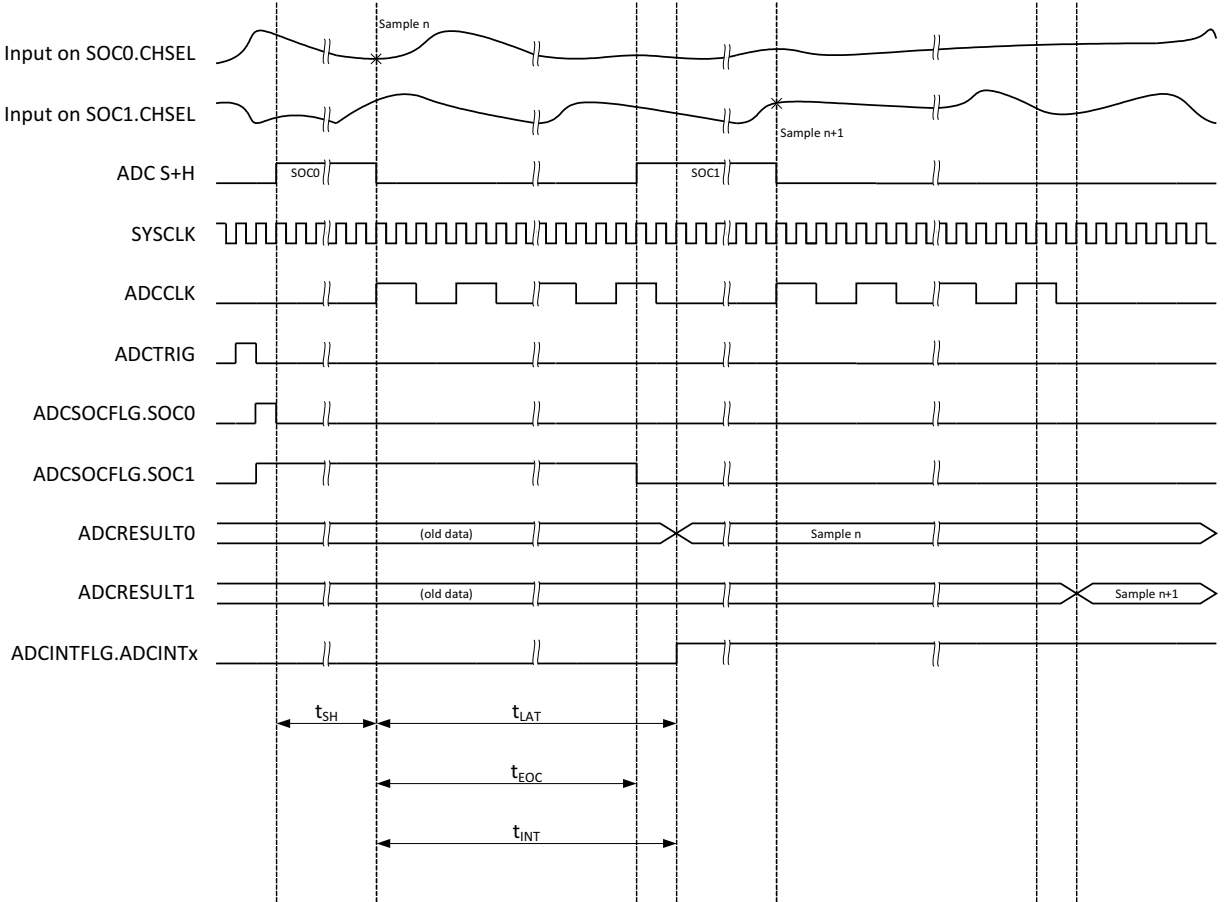 Sample n
Input on SOC0.CHSEL
Input on SOC1.CHSEL
Sample n+1
ADC S+H
SOC0
SOC1
SYSCLK
ADCCLK
ADCTRIG
ADCSOCFLG.SOC0
ADCSOCFLG.SOC1
ADCRESULT0
(old data)
Sample n
ADCRESULT1
(old data)
Sample n+1
ADCINTFLG.ADCINTx
tSH
tLAT
tEOC
tINT